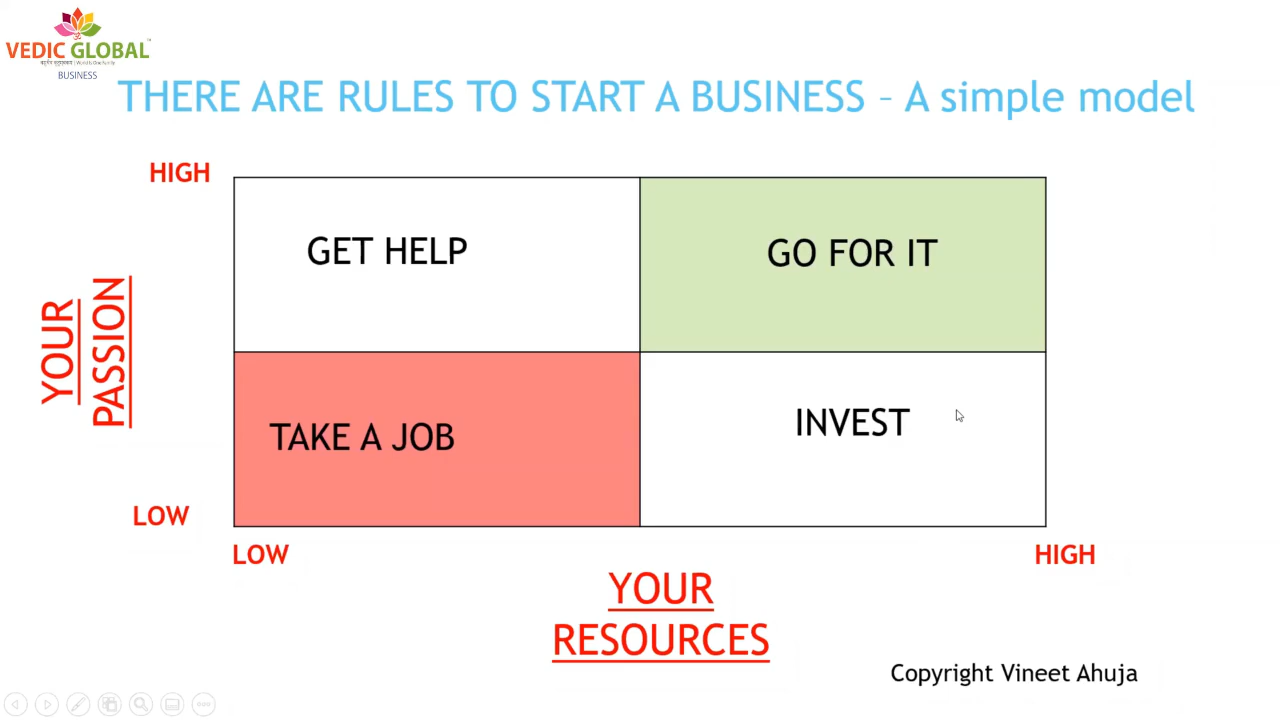 VEDIC GLOBAL
BUSINESS
THERE ARE RULES TO START A BUSINESS – A simple model
HIGH
GET HELP
GO FOR IT
YOUR
PASSION
TAKE A JOB
INVEST
LOW
LOW
HIGH
YOUR
RESOURCES
Copyright Vineet Ahuja